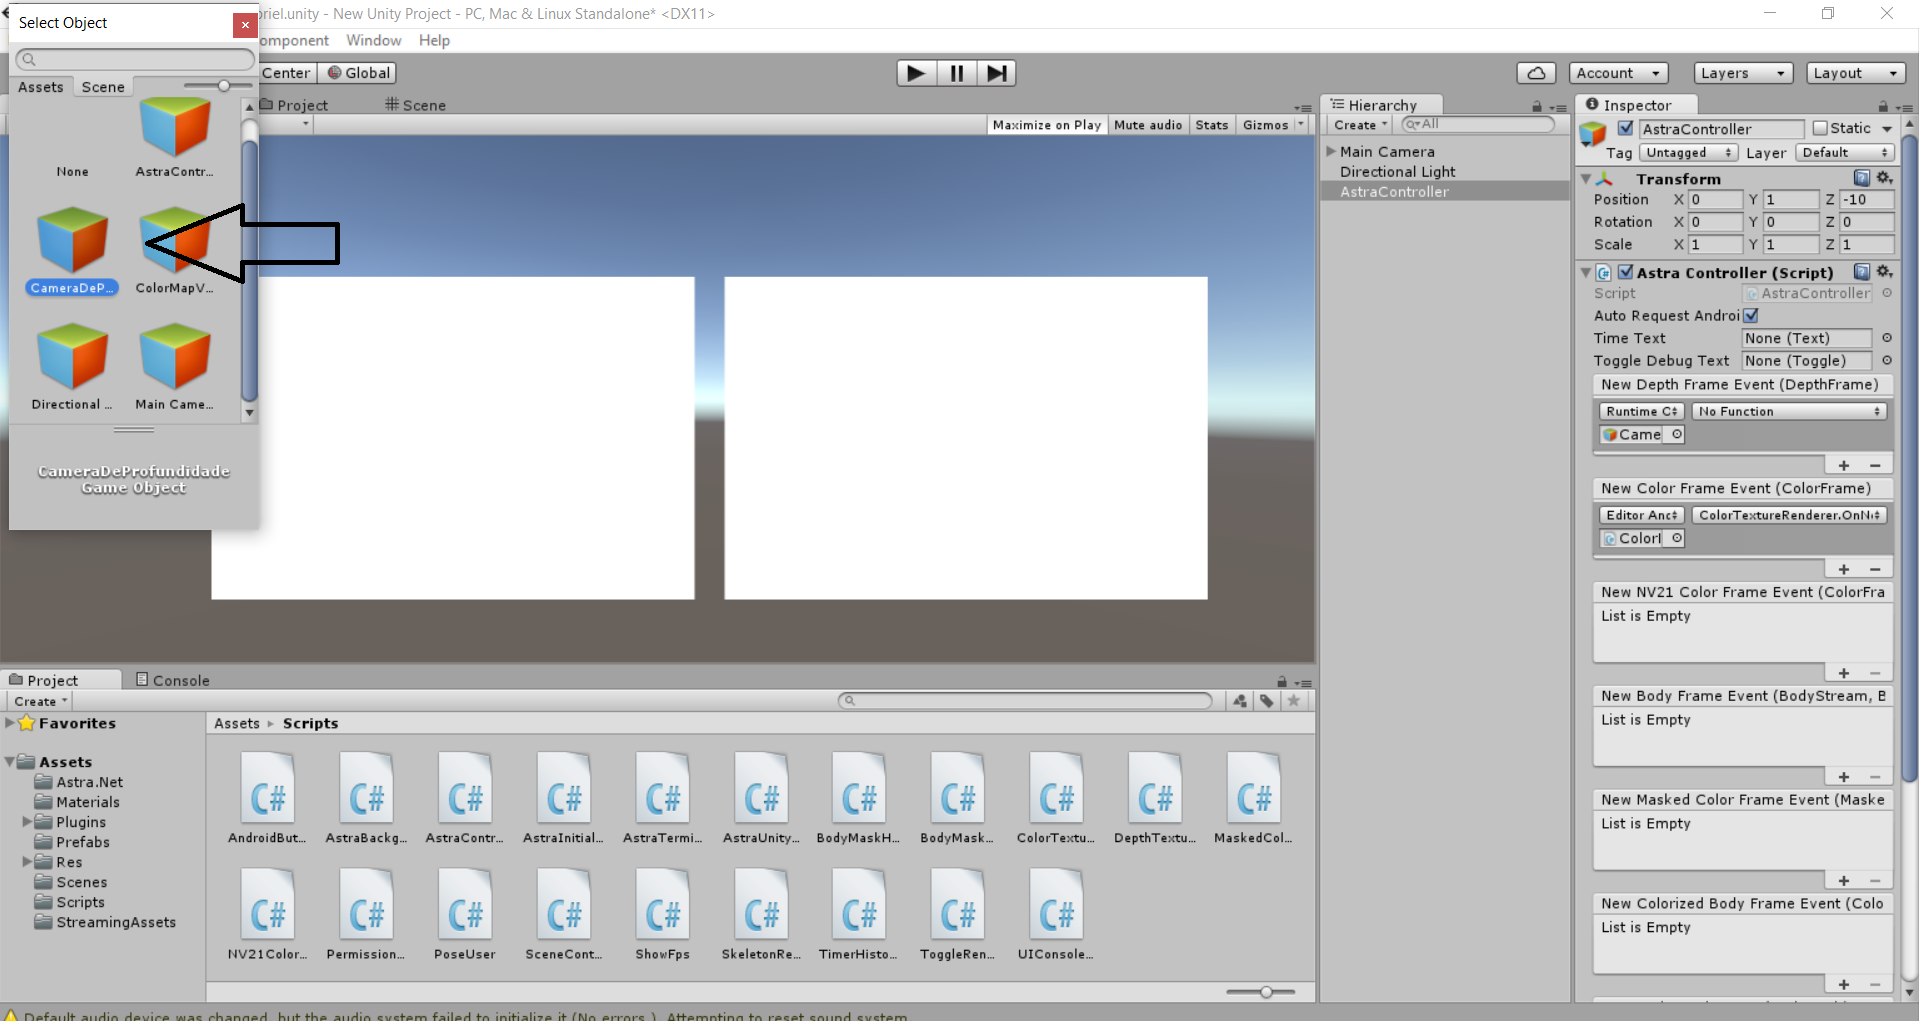 Select Object
briel.unity - New Unity Project - PC, Mac & Linux Standalone* <DX11>
omponent Window Help
Center Global
Account Layers Layout
Assets Scene
Project Scene
Maximize on Play Mute audio Stats Gizmos
None AstraContr...
CameraDeP... ColorMapV...
Directional ... Main Came...
CameraDeProfundidade
Game Object
Hierarchy
Create All
Main Camera
Directional Light
AstraController
Inspector
AstraController Static
Tag Untagged Layer Default
Transform
Position X 0 Y 1 Z -10
Rotation X 0 Y 0 Z 0
Scale X 1 Y 1 Z 1
Astra Controller (Script)
Script AstraController
Auto Request Androi
Time Text None (Text)
Toggle Debug Text None (Toggle)
New Depth Frame Event (DepthFrame)
Runtime C No Function
Came
New Color Frame Event (ColorFrame)
Editor Anc ColorTextureRenderer.OnN
Colorl
New NV21 Color Frame Event (ColorFra
List is Empty
New Body Frame Event (BodyStream, B
List is Empty
New Masked Color Frame Event (Maske
List is Empty
New Colorized Body Frame Event (Colo
List is Empty
Project Console
Create
Favorites
Assets
Astra.Net
Materials
Plugins
Prefabs
Res
Scenes
Scripts
StreamingAssets
Assets ▸ Scripts
C# C# C# C# C# C# C# C# C# C# C#
AndroidBut... AstraBackg... AstraContr... AstraInitial... AstraTermi... AstraUnity... BodyMaskH... BodyMask... ColorTextu... DepthTextu... MaskedCol...
C# C# C# C# C# C# C# C# C#
NV21Color... Permission... PoseUser SceneCont... ShowFps SkeletonRe... TimerHisto... ToggleRen... UIConsole...
Default audio device was changed, but the audio system failed to initialize it (No errors.). Attempting to reset sound system.